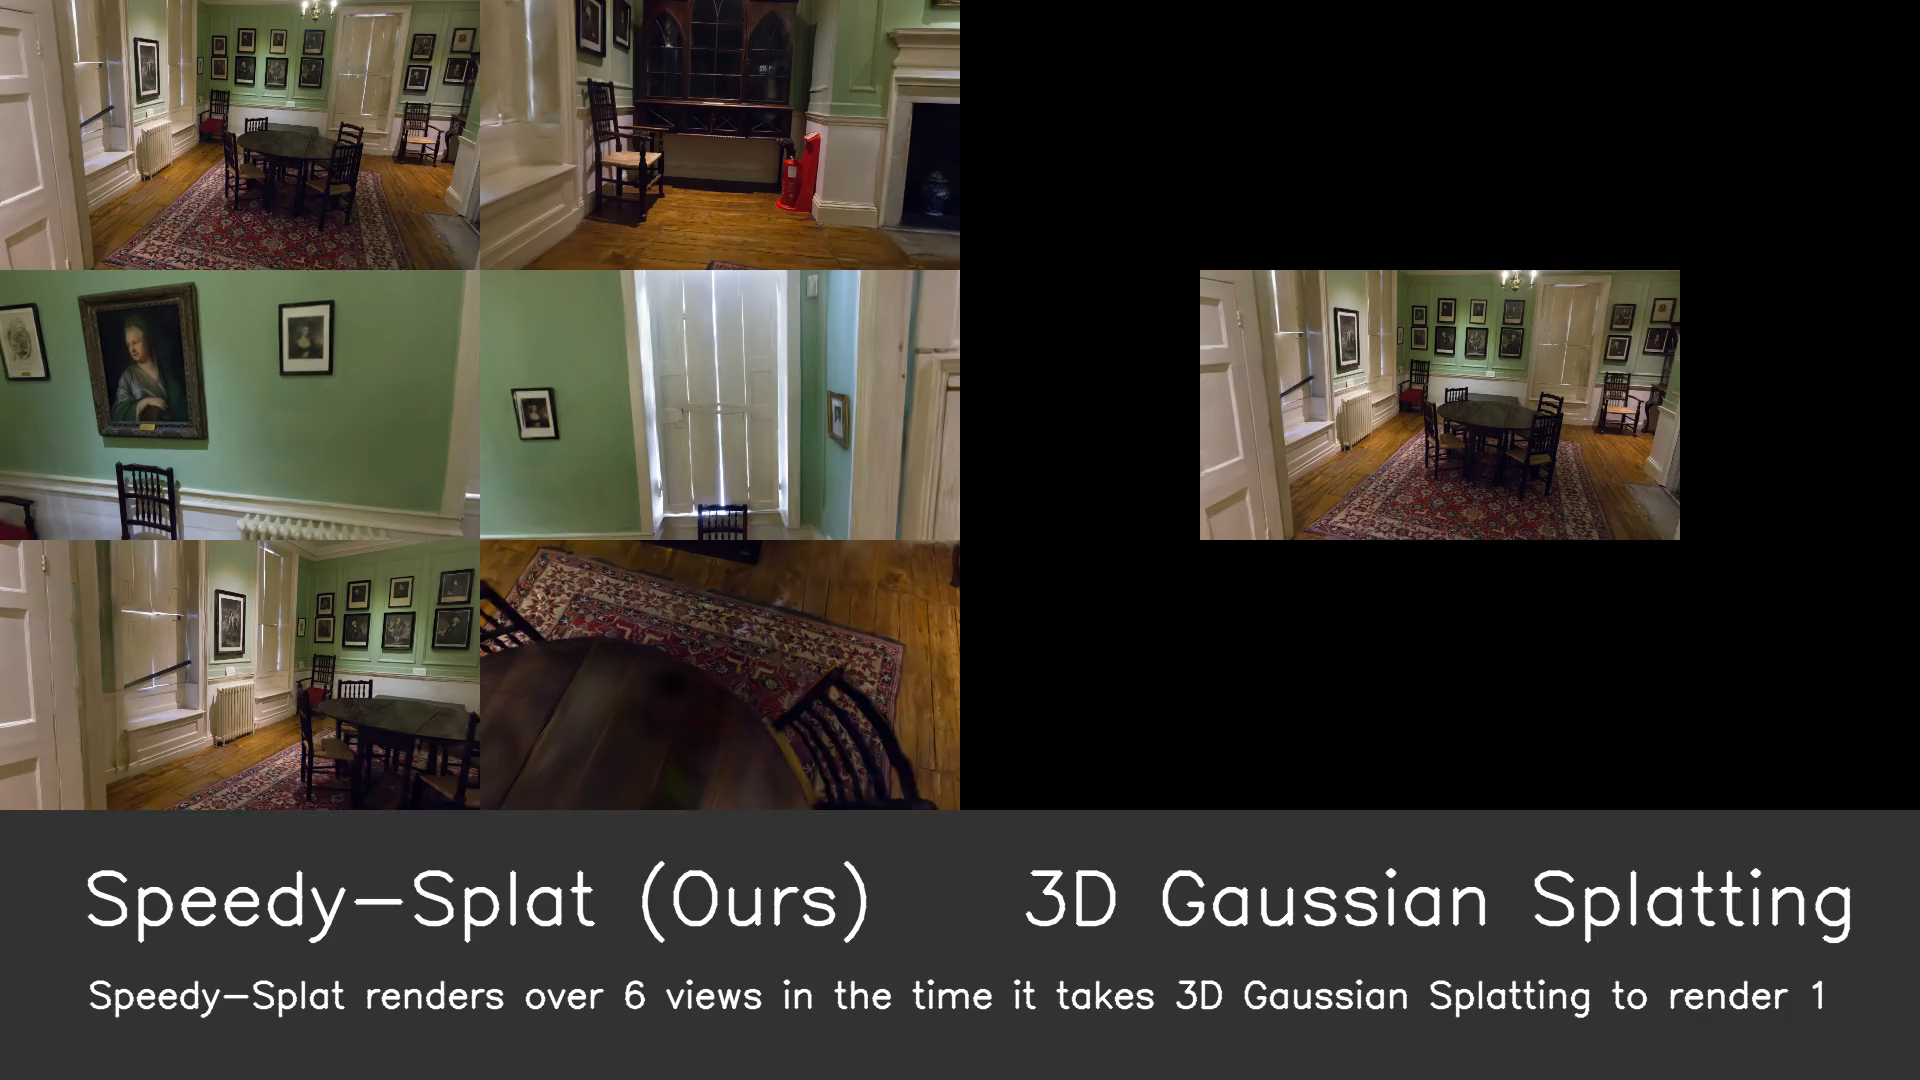 Speedy-Splat (Ours)
3D Gaussian Splatting
Speedy-Splat renders over 6 views in the time it takes 3D Gaussian Splatting to render 1